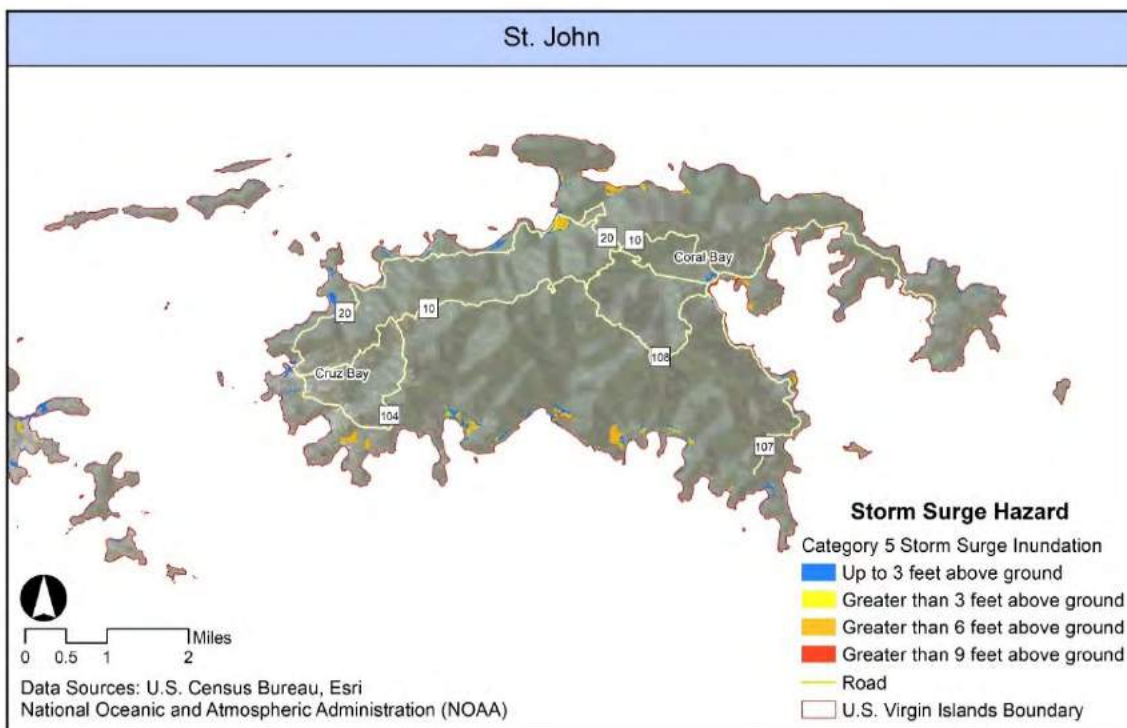 St. John
20
10
Coral Bay
20
10
108
Cruz Bay
104
107
Storm Surge Hazard
Category 5 Storm Surge Inundation
Up to 3 feet above ground
Greater than 3 feet above ground
Greater than 6 feet above ground
Greater than 9 feet above ground
Road
U.S. Virgin Islands Boundary
Miles
0 0.5 1 2
Data Sources: U.S. Census Bureau, Esri
National Oceanic and Atmospheric Administration (NOAA)